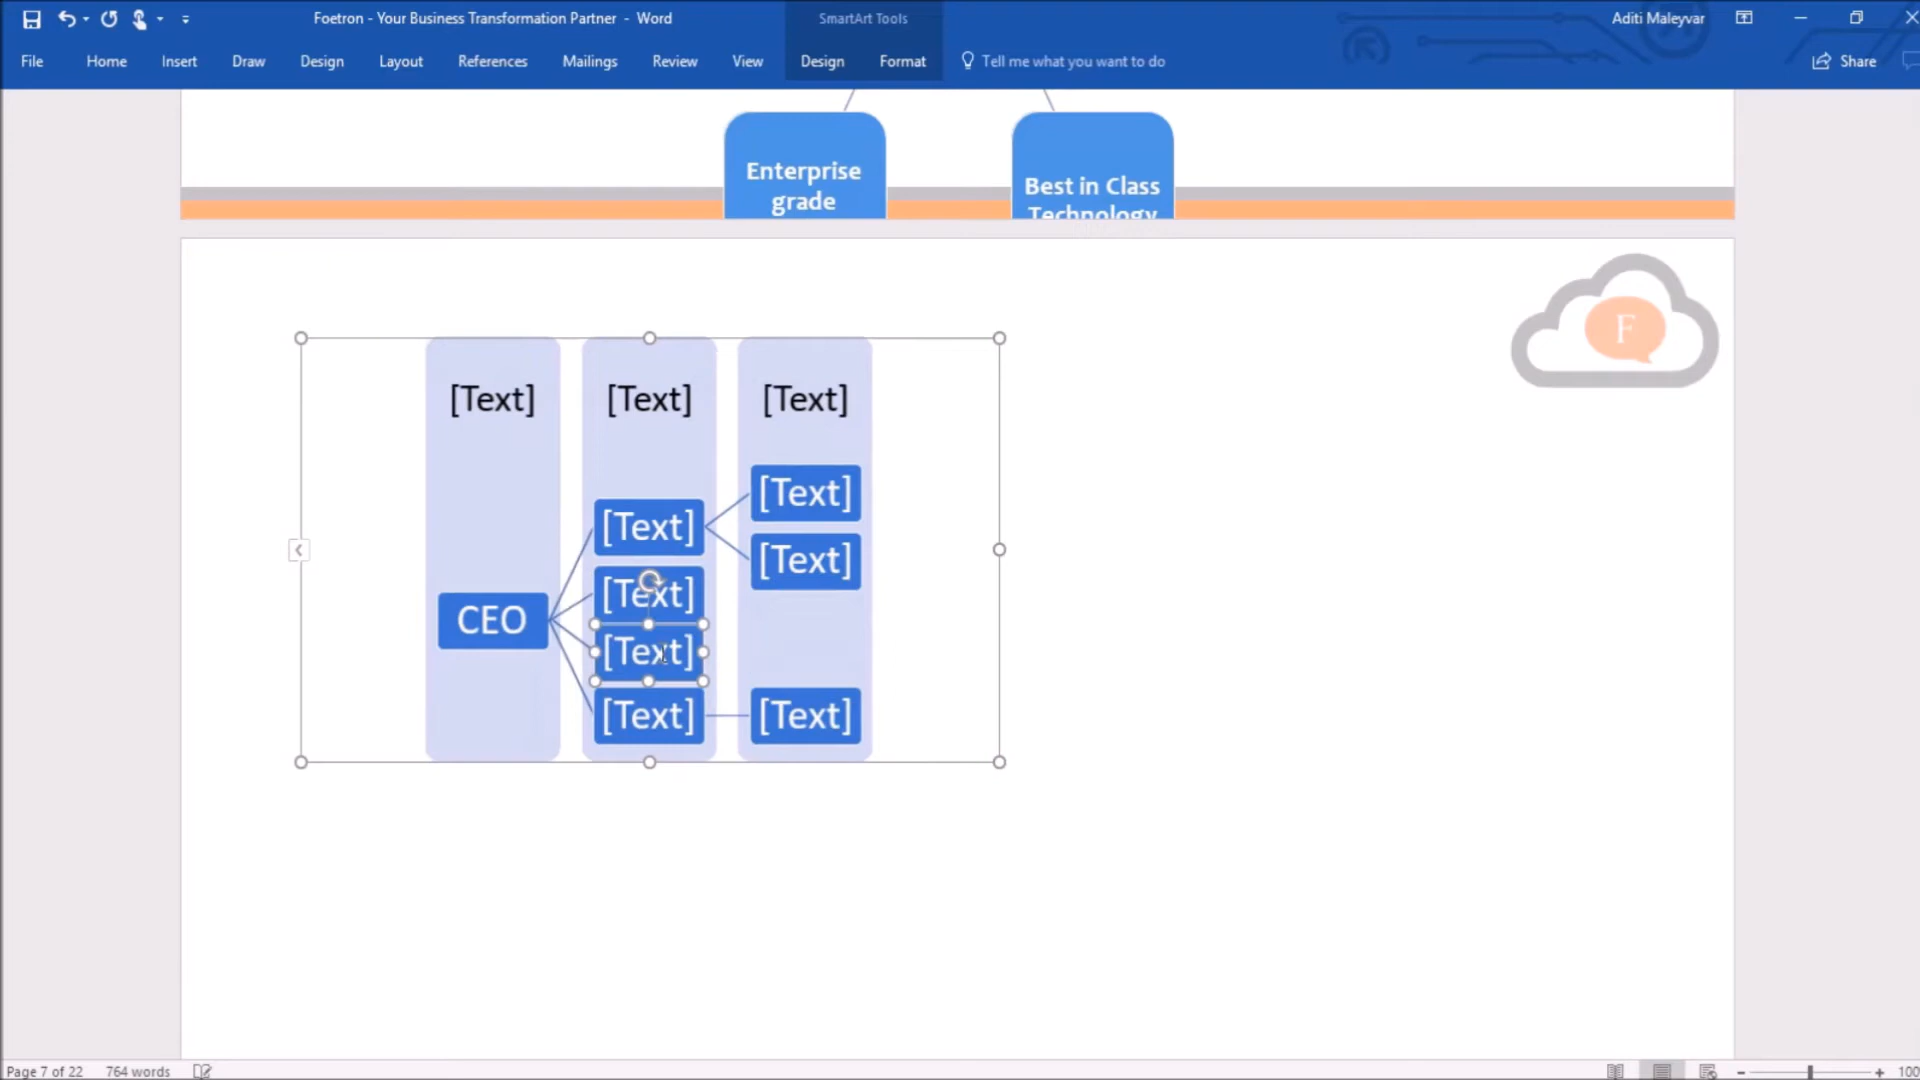 Foetron - Your Business Transformation Partner - Word
SmartArt Tools
Aditi Maleyvar
File Home Insert Draw Design Layout References Mailings Review View Design Format Tell me what you want to do Share
Enterprise
grade
Best in Class
Technology
F
[Text] [Text] [Text]
[Text]
[Text]
[Text]
[Text]
CEO
[Text]
[Text] [Text]
Page 7 of 22 764 words 100